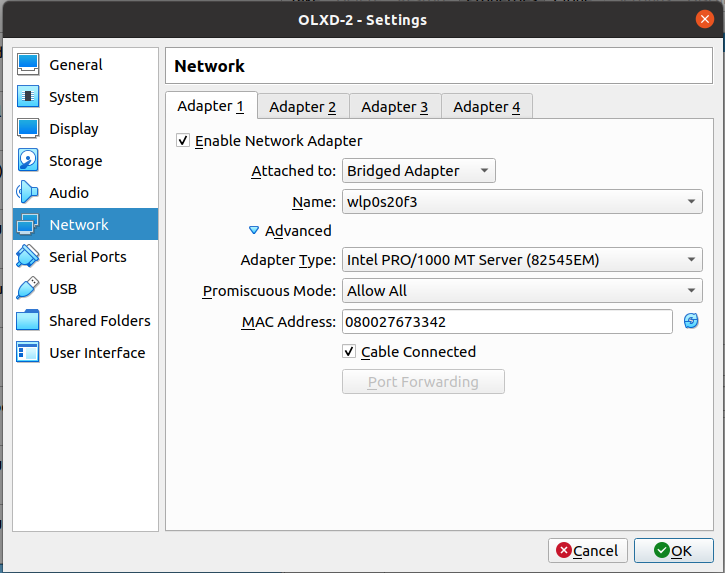 OLXD-2 - Settings
General
System
Display
Storage
Audio
Network
Serial Ports
USB
Shared Folders
User Interface
Network
Adapter 1
Adapter 2
Adapter 3
Adapter 4
Enable Network Adapter
Attached to: Bridged Adapter
Name: wlp0s20f3
Advanced
Adapter Type: Intel PRO/1000 MT Server (82545EM)
Promiscuous Mode: Allow All
MAC Address: 080027673342
Cable Connected
Port Forwarding
Cancel
OK